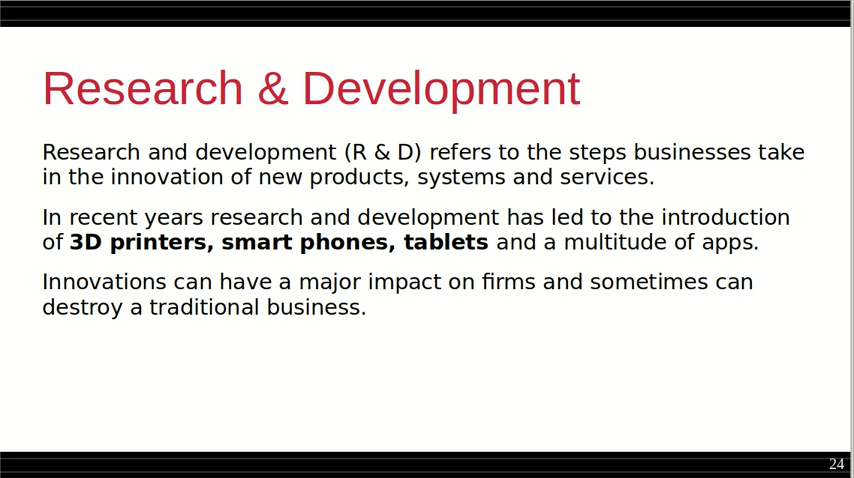 Research & Development
Research and development (R & D) refers to the steps businesses take
in the innovation of new products, systems and services.
In recent years research and development has led to the introduction
of 3D printers, smart phones, tablets and a multitude of apps.
Innovations can have a major impact on firms and sometimes can
destroy a traditional business.
24